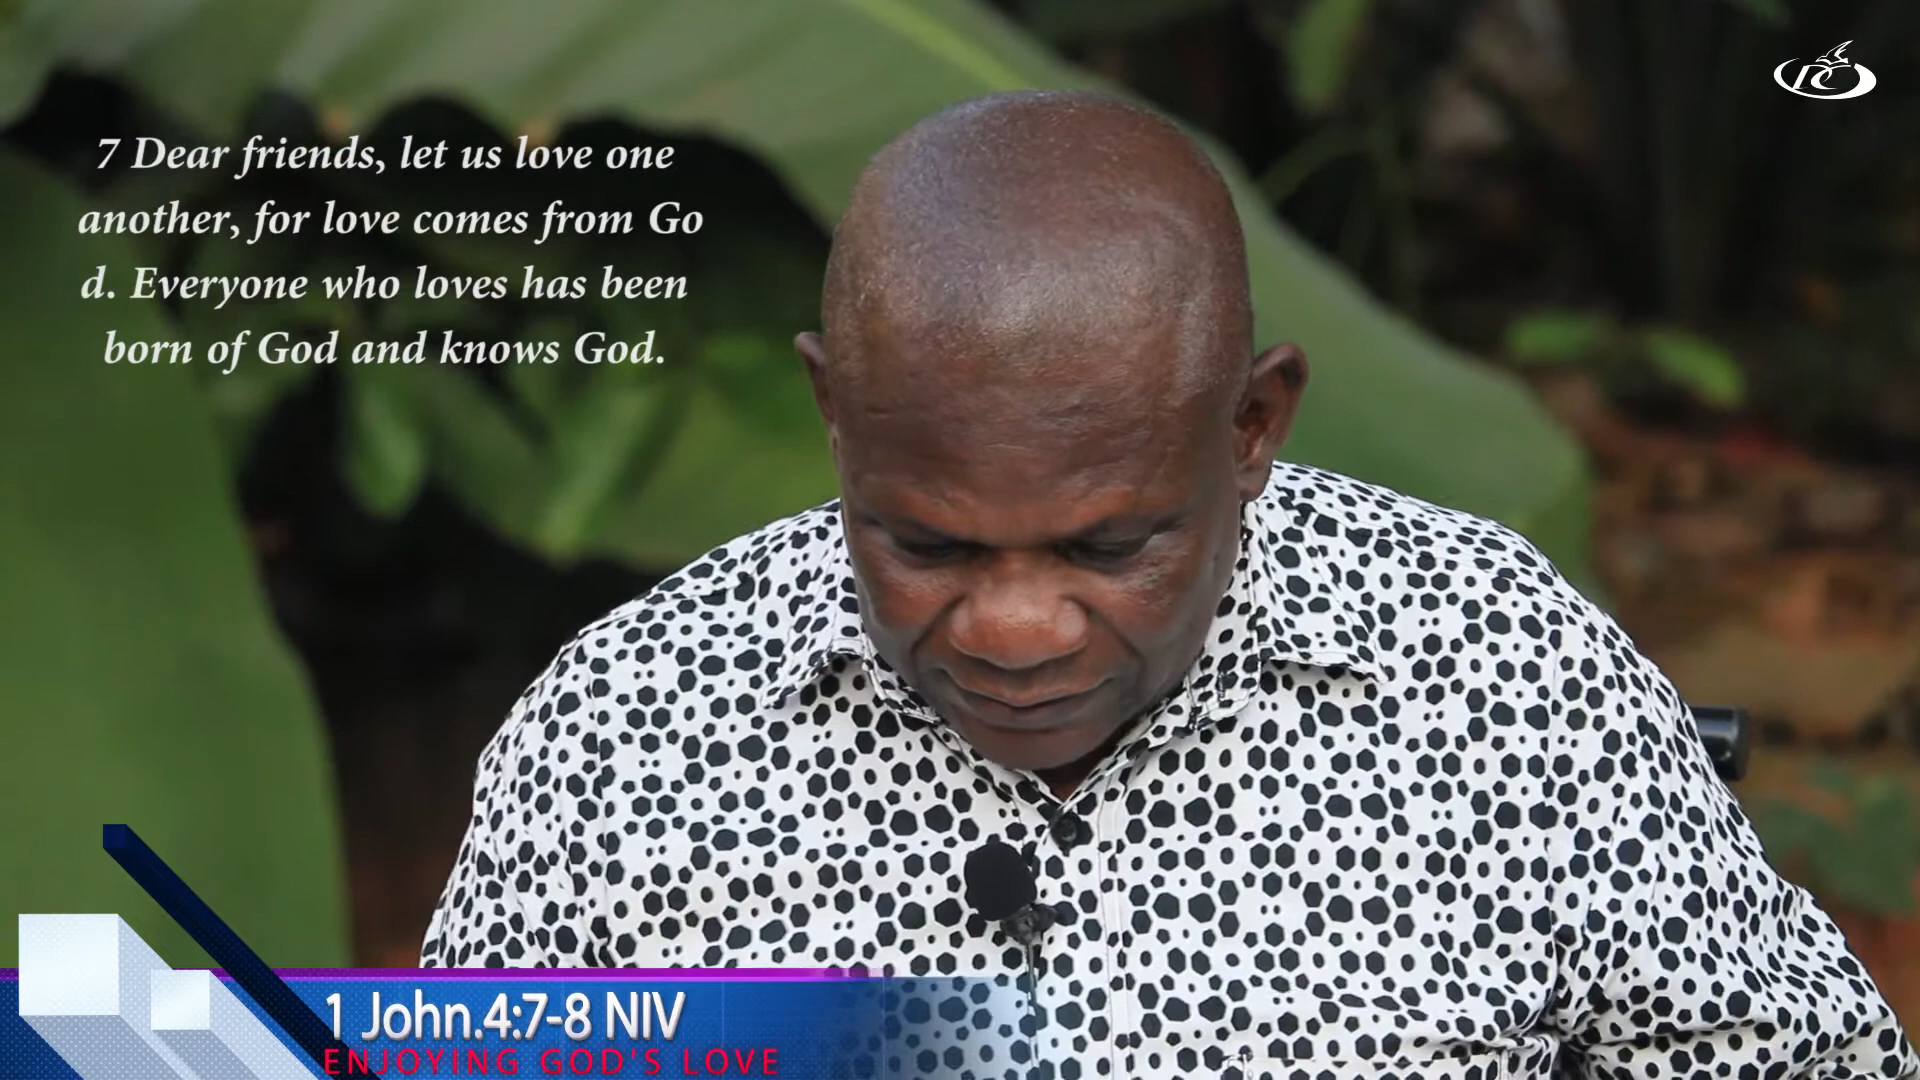 7 Dear friends, let us love one
another, for love comes from Go
d. Everyone who loves has been
born of God and knows God.
1 John.4:7-8 NIV
ENJOYING GOD'S LOVE